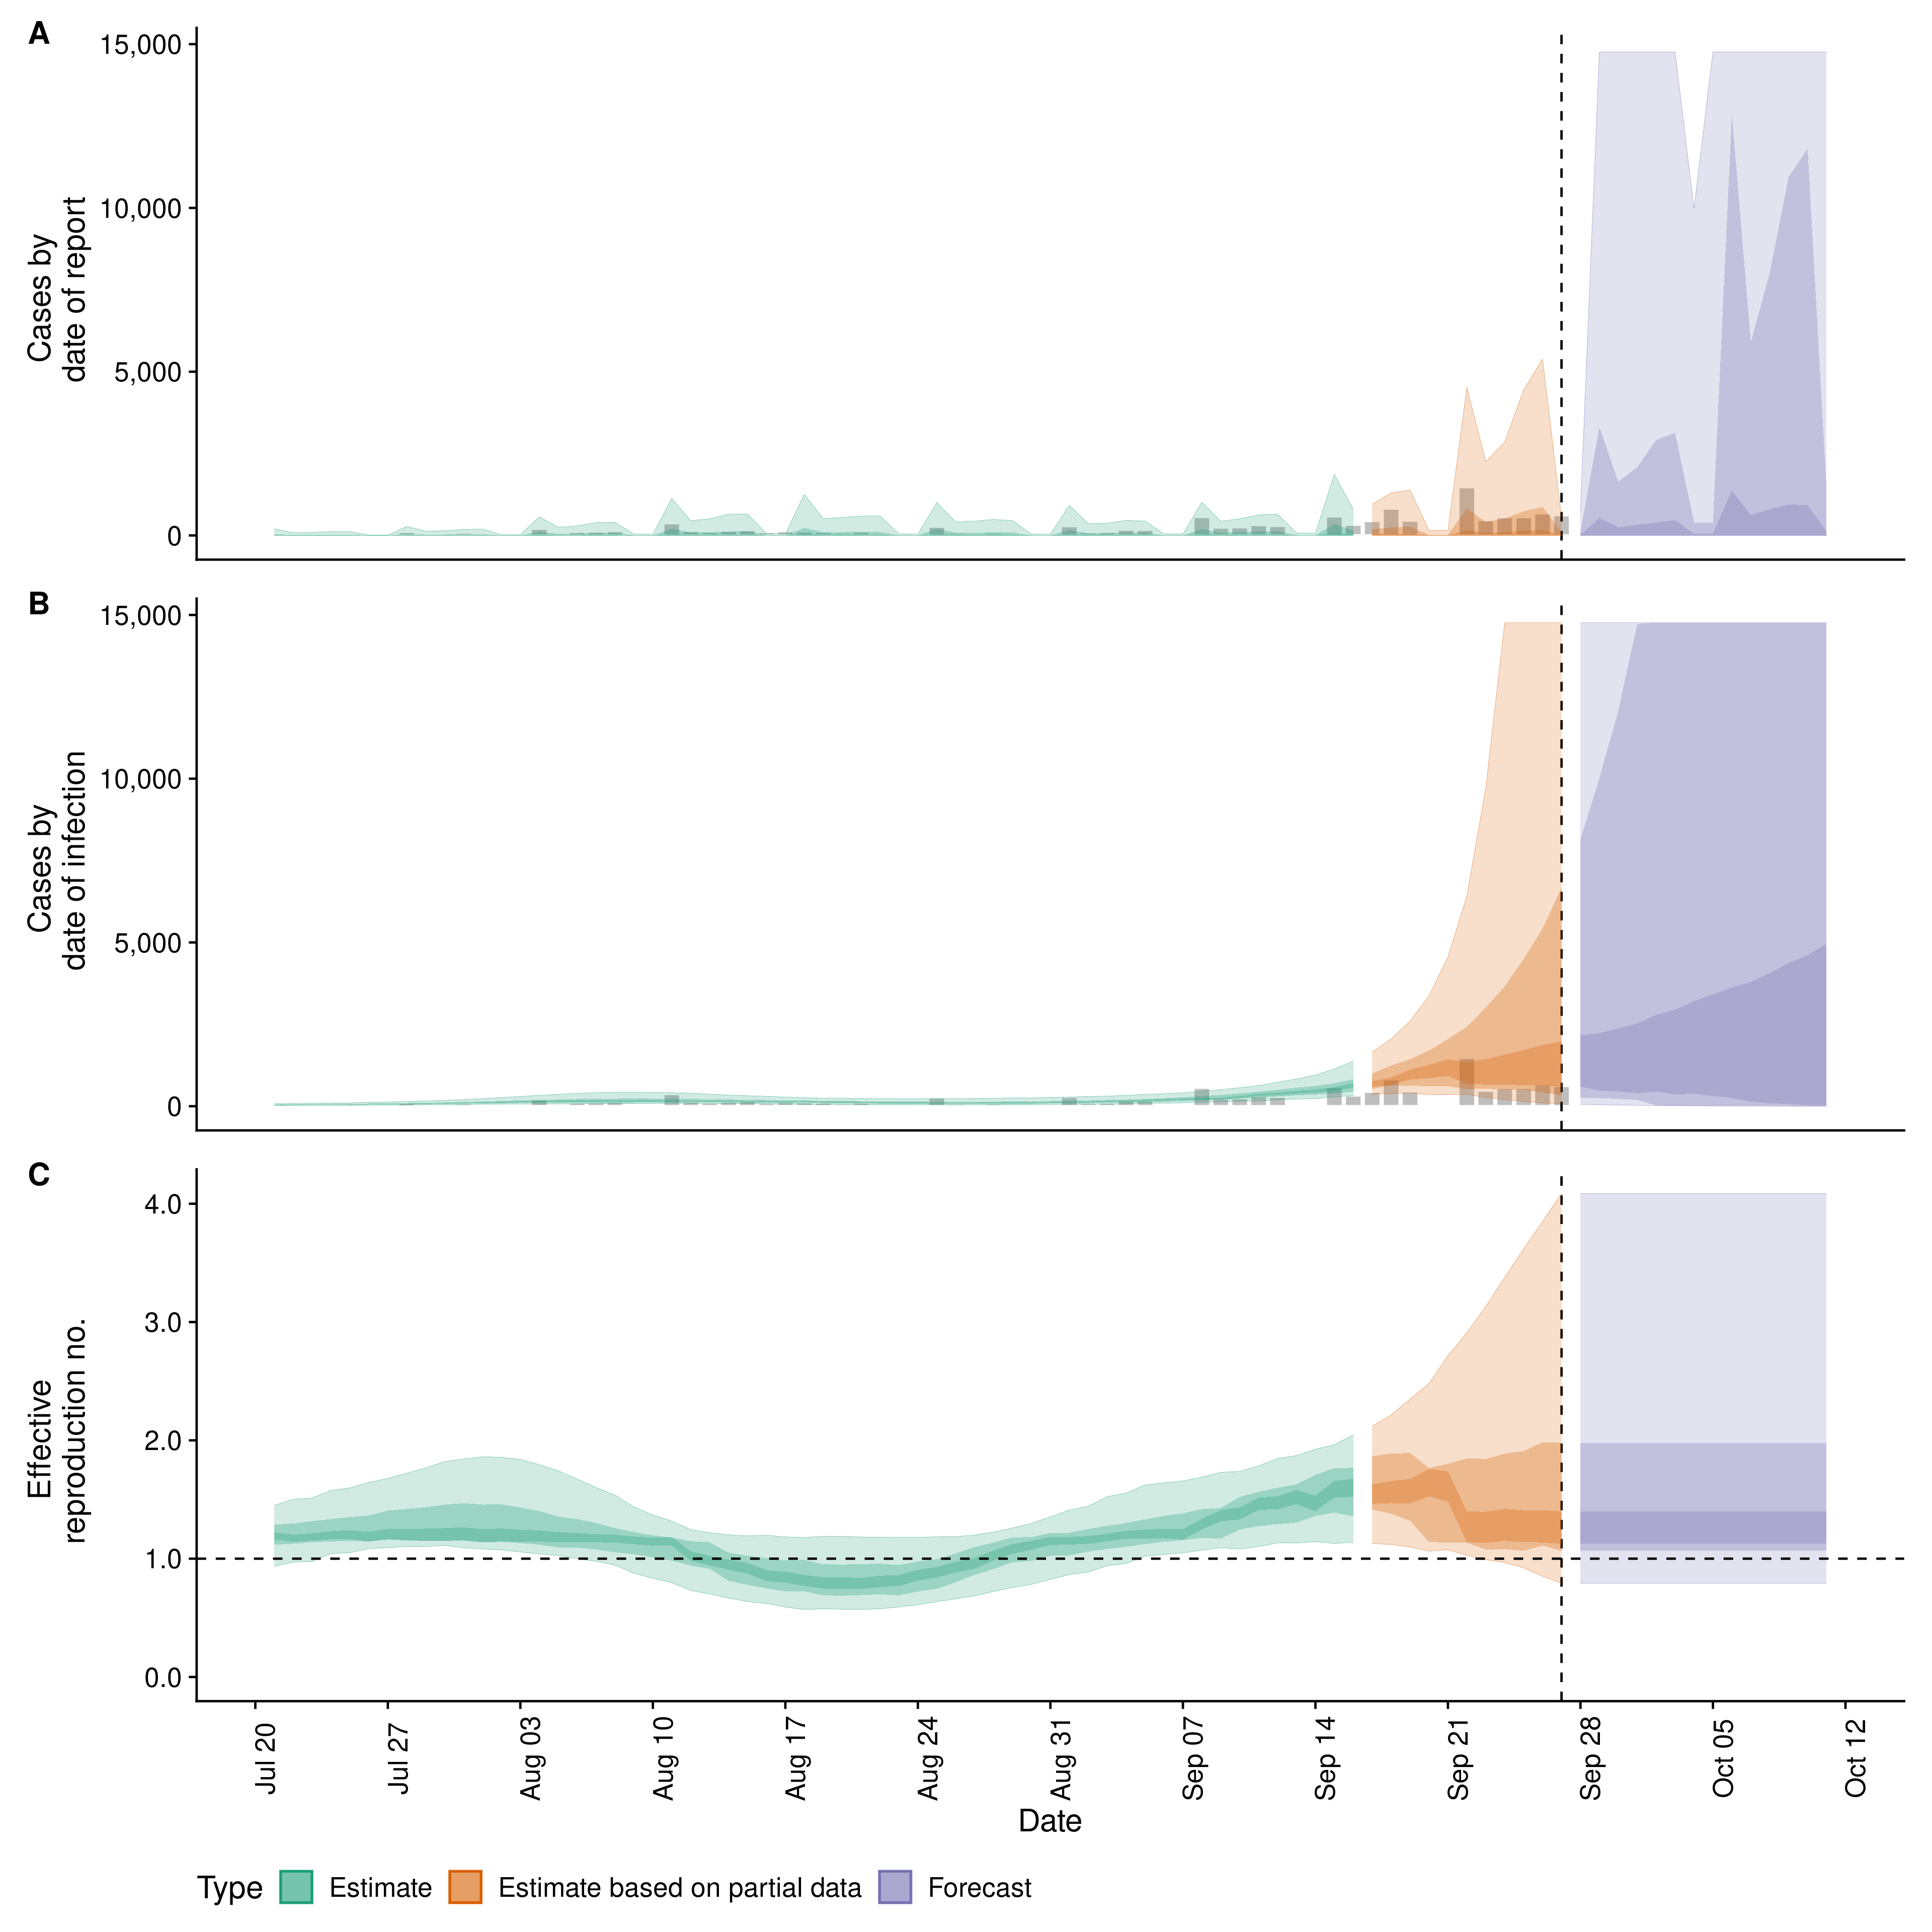 A
15,000
10,000
5,000
0
Cases by
date of report
B
15,000
10,000
5,000
0
Cases by
date of infection
C
4.0
3.0
2.0
1.0
0.0
Effective
reproduction no.
Jul 20
Jul 27
Aug 03
Aug 10
Aug 17
Aug 24
Aug 31
Sep 07
Sep 14
Sep 21
Sep 28
Oct 05
Oct 12
Date
Type Estimate Estimate based on partial data Forecast